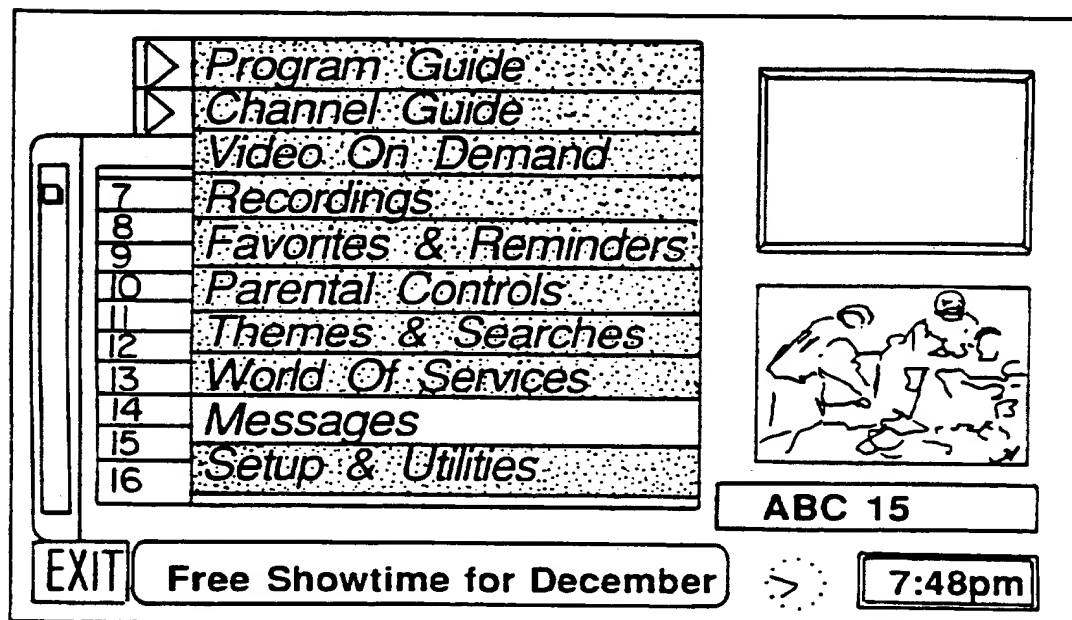 Program Guide
Channel Guide
Video On Demand
7 Recordings
8
9 Favorites & Reminders
10 Parental Controls
11
12 Themes & Searches
13 World Of Services
14 Messages
15
16 Setup & Utilities
ABC 15
EXIT Free Showtime for December 7:48pm